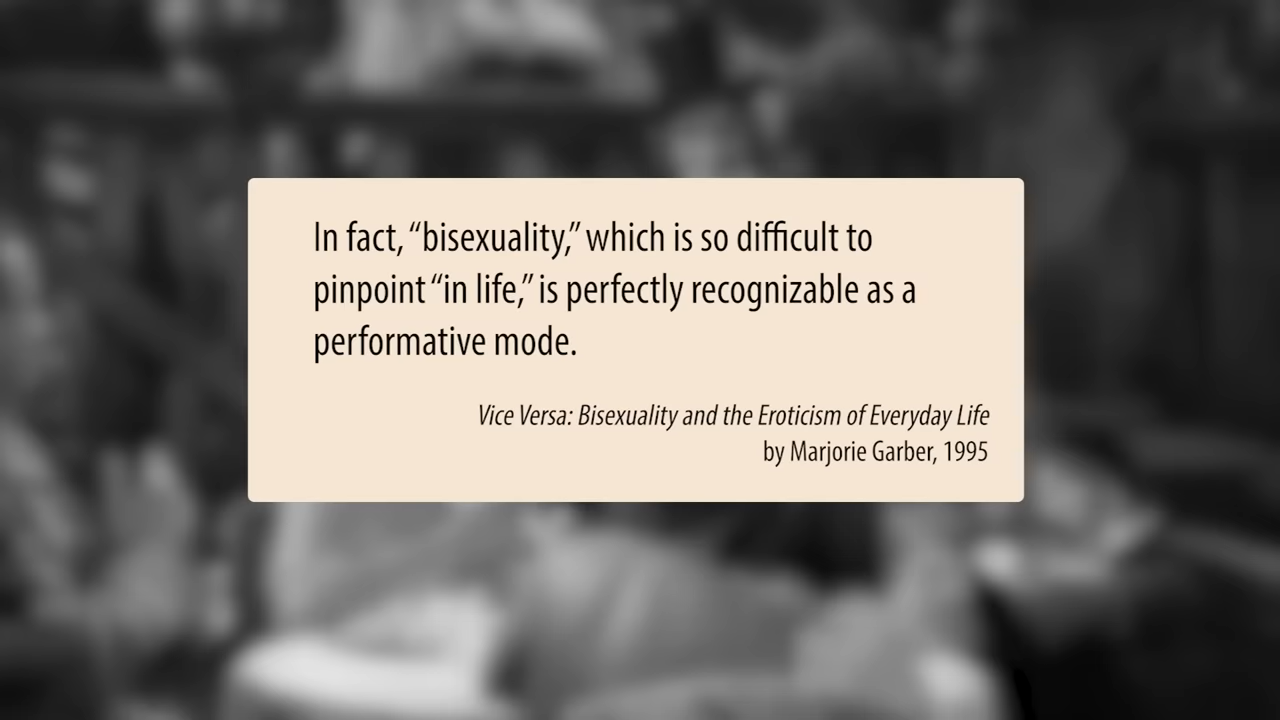 In fact, “bisexuality,” which is so difficult to
pinpoint “in life,” is perfectly recognizable as a
performative mode.
Vice Versa: Bisexuality and the Eroticism of Everyday Life
by Marjorie Garber, 1995